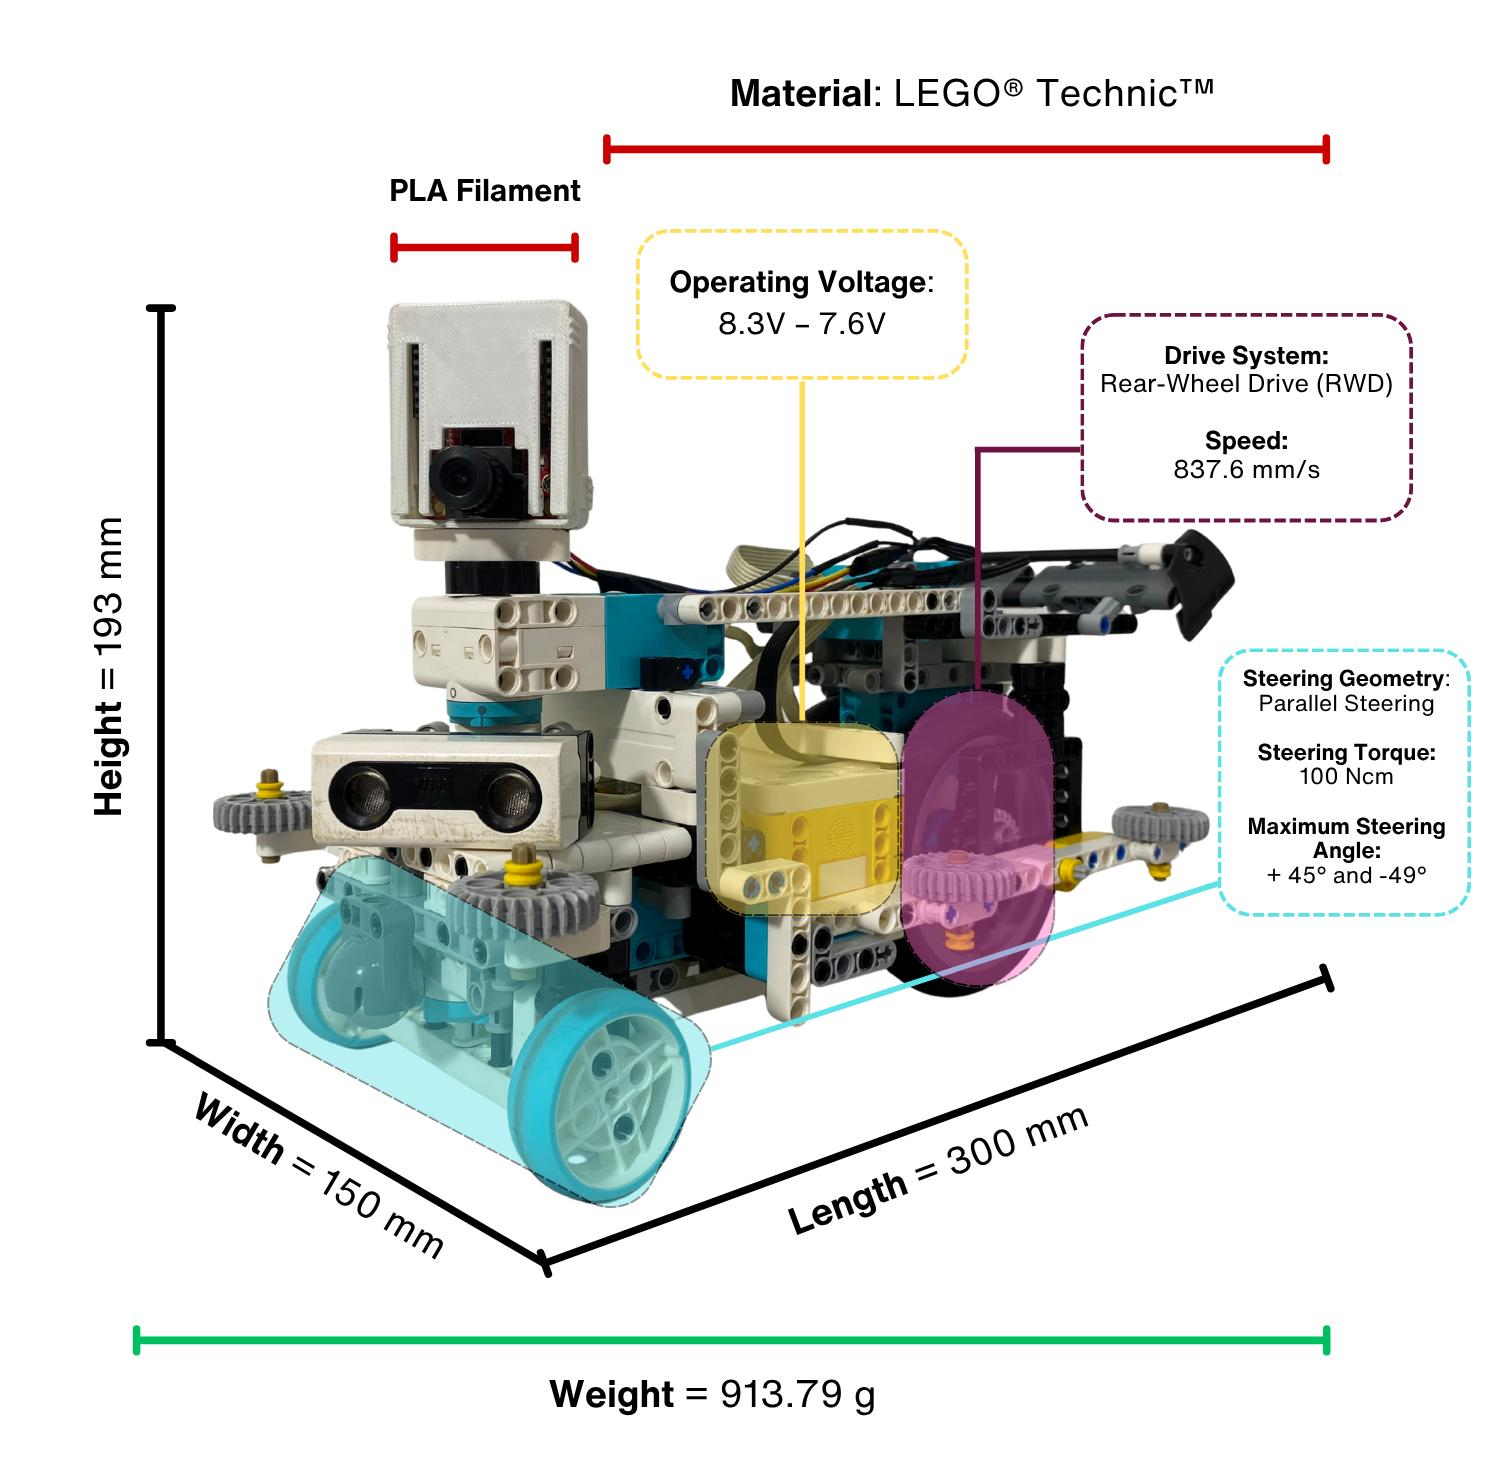 Material: LEGO® Technic™
PLA Filament
Operating Voltage:
8.3V – 7.6V
Drive System:
Rear-Wheel Drive (RWD)
Speed:
837.6 mm/s
Height = 193 mm
Steering Geometry:
Parallel Steering
Steering Torque:
100 Ncm
Maximum Steering
Angle:
+ 45° and -49°
Width = 150 mm
Length = 300 mm
Weight = 913.79 g